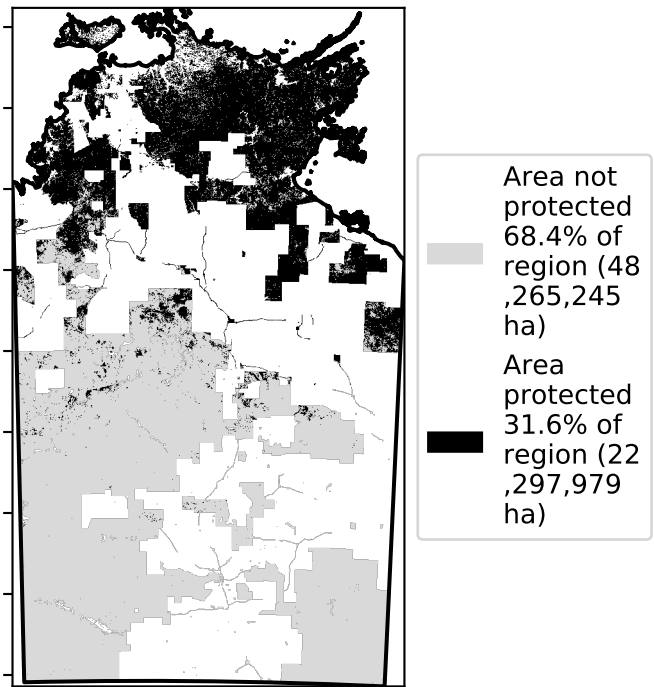 Area not
protected
68.4% of
region (48
,265,245
ha)
Area
protected
31.6% of
region (22
,297,979
ha)